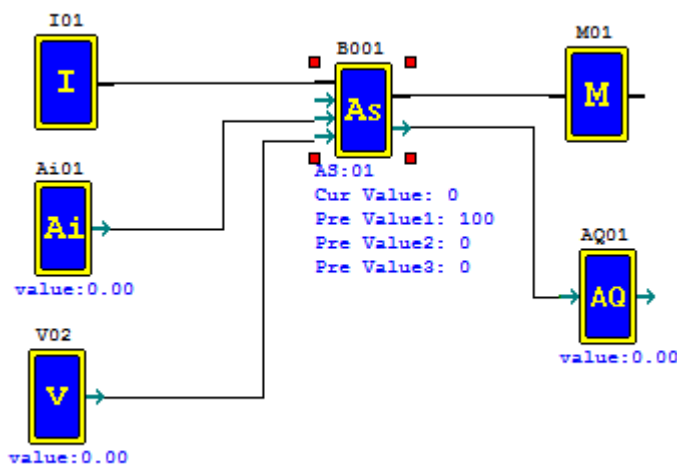 I01
I
B001
As
M01
M
Ai01
Ai
value:0.00
AS:01
Cur Value: 0
Pre Value1: 100
Pre Value2: 0
Pre Value3: 0
AQ01
AQ
value:0.00
V02
V
value:0.00